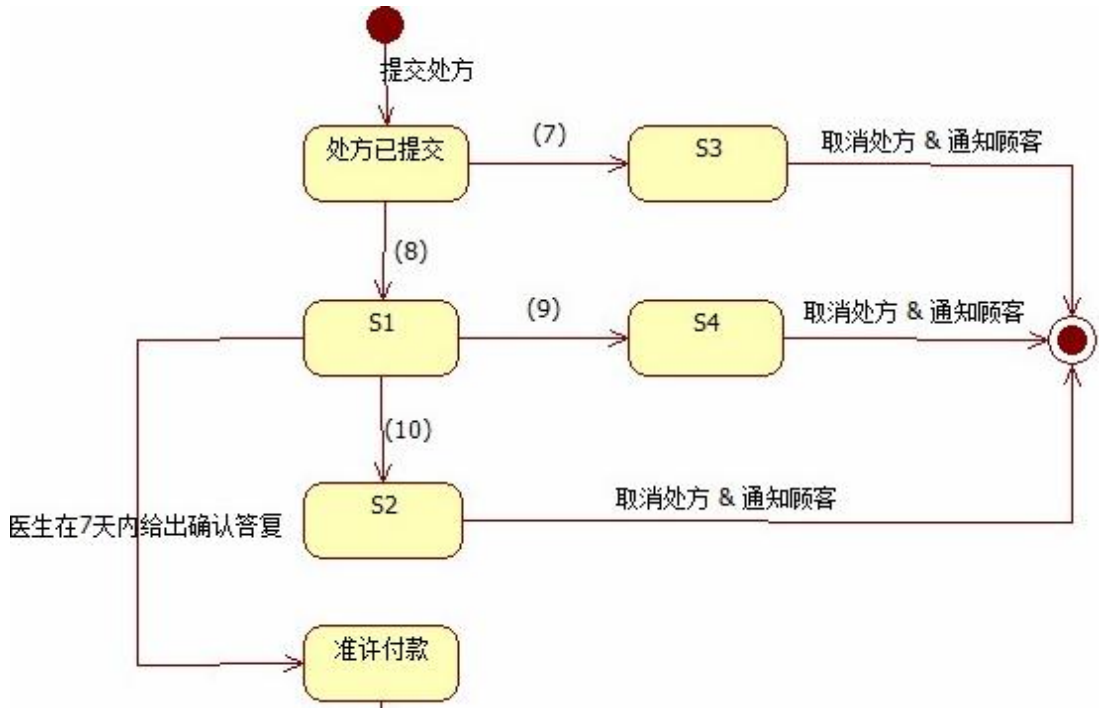 提交处方
处方已提交
(7)
S3
取消处方 & 通知顾客
(8)
S1
(9)
S4
取消处方 & 通知顾客
(10)
S2
取消处方 & 通知顾客
医生在7天内给出确认答复
准许付款